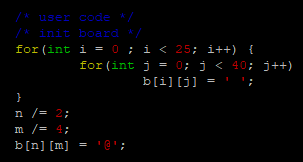 /* user code */
/* init board */
for(int i = 0 ; i < 25; i++) {
for(int j = 0; j < 40; j++)
b[i][j] = ' ';
}
n /= 2;
m /= 4;
b[n][m] = '@';